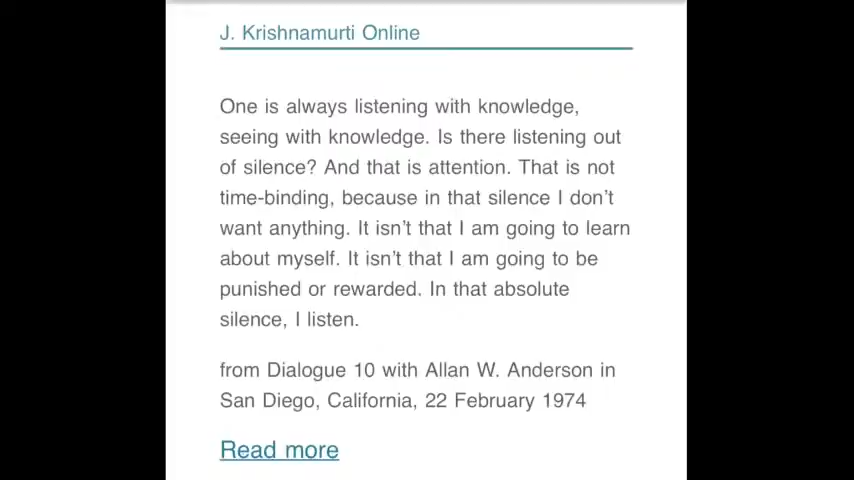 J. Krishnamurti Online
One is always listening with knowledge,
seeing with knowledge. Is there listening out
of silence? And that is attention. That is not
time-binding, because in that silence I don’t
want anything. It isn’t that I am going to learn
about myself. It isn’t that I am going to be
punished or rewarded. In that absolute
silence, I listen.
from Dialogue 10 with Allan W. Anderson in
San Diego, California, 22 February 1974
Read more